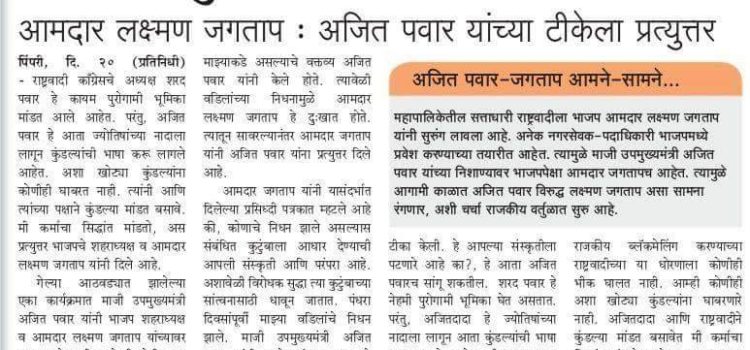 आमदार लक्ष्मण जगताप : अजित पवार यांच्या टीकेला प्रत्युत्तर
पिंपरी, दि. २० (प्रतिनिधी)
- राष्ट्रवादी काँग्रेसचे अध्यक्ष शरद
पवार हे कायम पुरोगामी भूमिका
मांडत आले आहेत. परंतु, अजित
पवार हे आता ज्योतिषांच्या नादाला
लागून कुंडल्यांची भाषा करू लागले
आहेत. अशा खोट्या कुंडल्यांना
कोणीही घाबरत नाही. त्यांनी आणि
त्यांच्या पक्षाने कुंडल्या मांडत बसावे.
मी कर्माचा सिद्धांत मांडतो, अस
प्रत्युत्तर भाजपचे शहराध्यक्ष व आमदार
लक्ष्मण जगताप यांनी दिले आहे.
गेल्या आठवड्यात झालेल्या
एका कार्यक्रमात माजी उपमुख्यमंत्री
अजित पवार यांनी भाजप शहराध्यक्ष
व आमदार लक्ष्मण जगताप यांच्यावर
माझ्याकडे असल्याचे वक्तव्य अजित
पवार यांनी केले होते. त्यावेळी
वडिलांच्या निधनामुळे आमदार
लक्ष्मण जगताप हे दुःखात होते.
त्यातून सावरल्यानंतर आमदार जगताप
यांनी अजित पवार यांना प्रत्युत्तर दिले
आहे.
आमदार जगताप यांनी यासंदर्भात
दिलेल्या प्रसिध्दी पत्रकात म्हटले आहे
की, कोणाचे निधन झाले असल्यास
संबंधित कुटुंबाला आधार देण्याची
आपली संस्कृती आणि परंपरा आहे.
अशावेळी विरोधक सुद्धा त्या कुटुंबाच्या
सांत्वनासाठी धावून जातात. पंधरा
दिवसांपूर्वी माझ्या वडिलांचे निधन
झाले. माजी उपमुख्यमंत्री अजित
अजित पवार-जगताप आमने-सामने...
महापालिकेतील सत्ताधारी राष्ट्रवादीला भाजप आमदार लक्ष्मण जगताप
यांनी सुरुंग लावला आहे. अनेक नगरसेवक-पदाधिकारी भाजपमध्ये
प्रवेश करण्याच्या तयारीत आहेत. त्यामुळे माजी उपमुख्यमंत्री अजित
पवार यांच्या निशाण्यावर भाजपपेक्षा आमदार जगतापच आहेत. त्यामुळे
आगामी काळात अजित पवार विरुद्ध लक्ष्मण जगताप असा सामना
रंगणार, अशी चर्चा राजकीय वर्तुळात सुरु आहे.
टीका केली. हे आपल्या संस्कृतीला
पटणारे आहे का?, हे आता अजित
पवारच सांगू शकतील. शरद पवार हे
नेहमी पुरोगामी भूमिका घेत असतात.
परंतु, अजितदादा हे ज्योतिषांच्या
नादाला लागून आता कुंडल्यांची भाषा
राजकीय ब्लॅकमेलिंग करण्याच्या
राष्ट्रवादीच्या या धोरणाला कोणीही
भीक घालत नाही. आम्ही कोणीही
अशा खोट्या कुंडल्यांना घाबरणारे
नाही. अजितदादा आणि राष्ट्रवादीने
कुंडल्या मांडत बसावेत मी कर्माचा